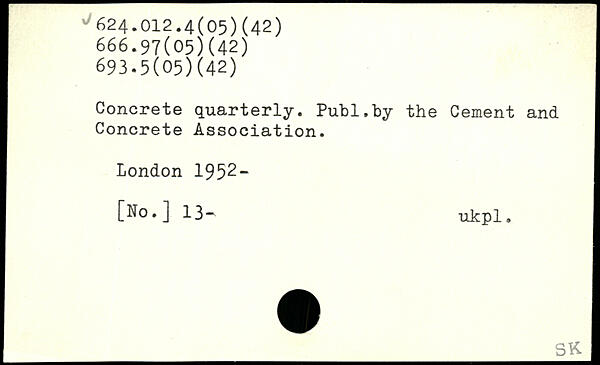 624.012.4(05)(42)
666.97(05)(42)
693.5(05)(42)
Concrete quarterly. Publ.by the Cement and
Concrete Association.
London 1952-
[No.] 13-
ukpl.
SK